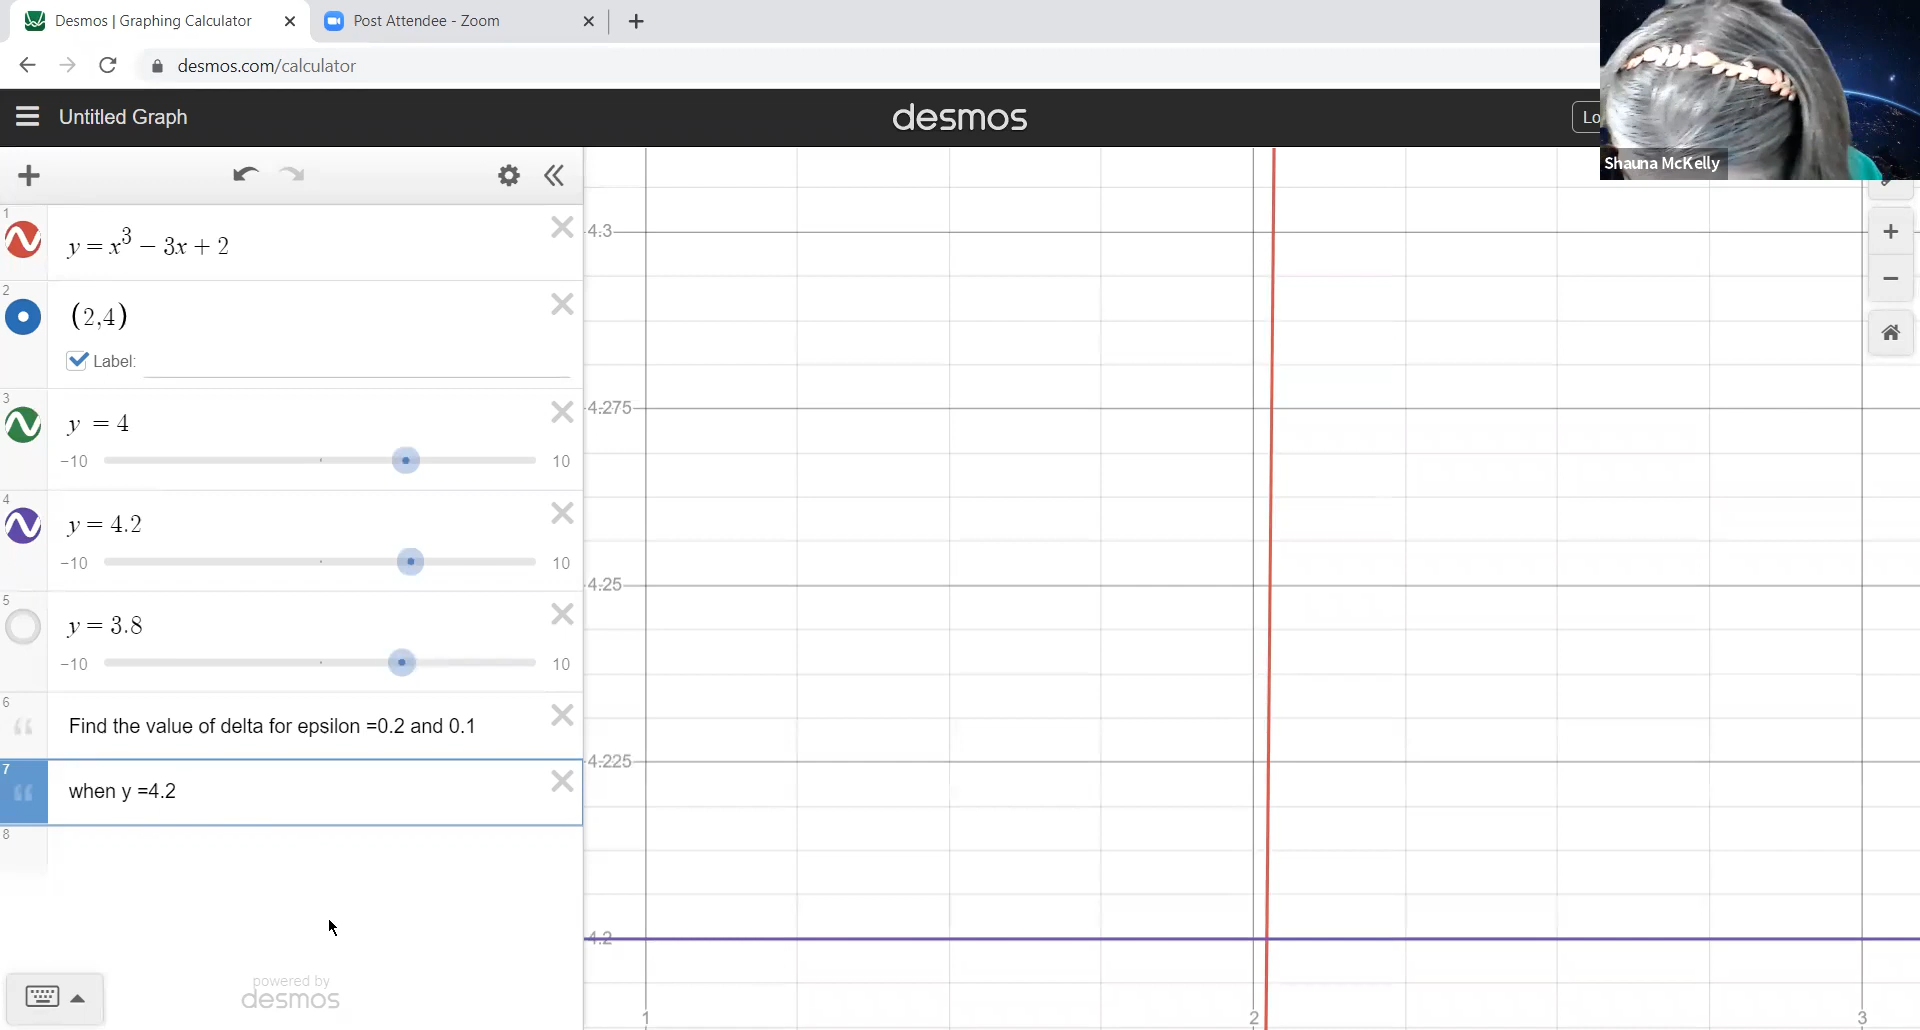 Desmos | Graphing Calculator
Post Attendee - Zoom
desmos.com/calculator
Untitled Graph
desmos
Lo
Shauna McKelly
1
y = x³ − 3x + 2
2
(2,4)
Label:
3
y = 4
−10
10
4
y = 4.2
−10
10
5
y = 3.8
−10
10
6
Find the value of delta for epsilon =0.2 and 0.1
7
when y =4.2
8
powered by
desmos
4.3
4.275
4.25
4.225
4.2
1
2
3